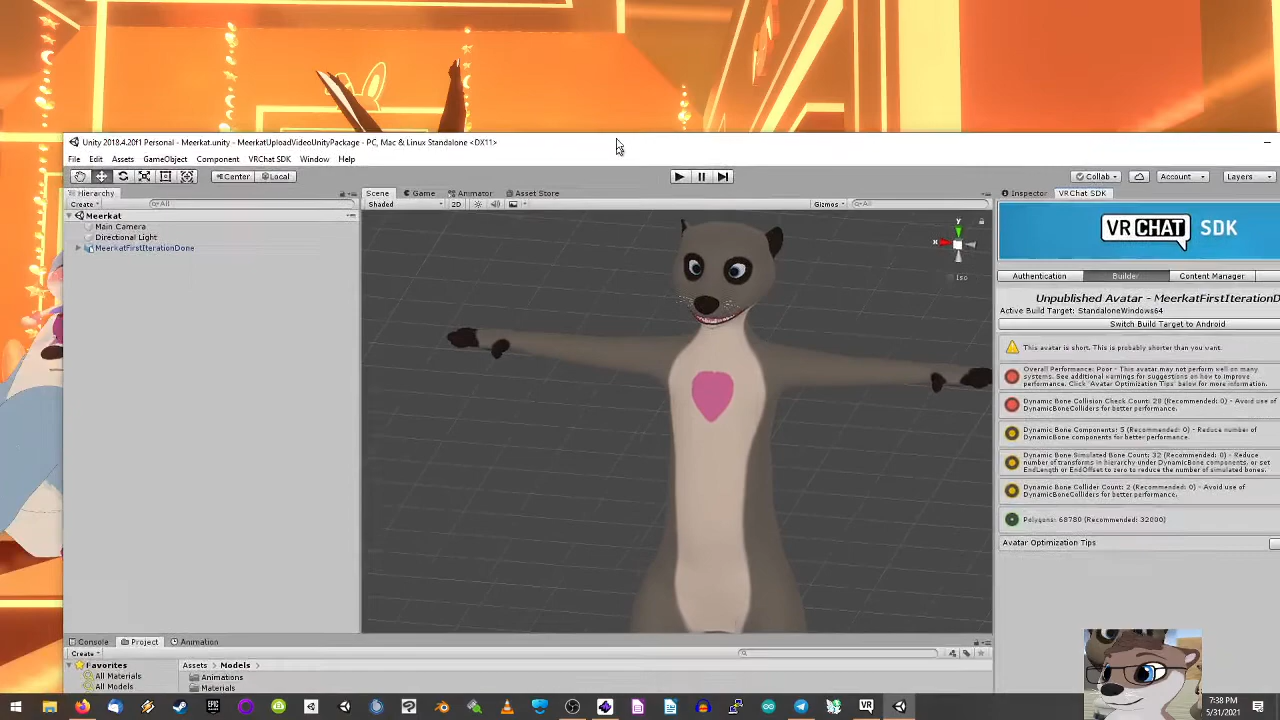 Unity 2018.4.20f1 Personal - Meerkat.unity - MeerkatUploadVideoUnityPackage - PC, Mac & Linux Standalone <DX11>
File Edit Assets GameObject Component VRChat SDK Window Help
Center Local Collab Account Layers
Hierarchy Scene Game Animator Asset Store Inspector VRChat SDK
Create All Shaded 2D Gizmos All
Meerkat
Main Camera
Directional Light
MeerkatFirstIterationDone
y
x
Iso
VRCHAT SDK
Authentication Builder Content Manager
Unpublished Avatar - MeerkatFirstIterationD
Active Build Target: StandaloneWindows64
Switch Build Target to Android
This avatar is short. This is probably shorter than you want.
Overall Performance: Poor - This avatar may not perform well on many
systems. See additional warnings for suggestions on how to improve
performance. Click 'Avatar Optimization Tips' below for more information.
Dynamic Bone Collision Check Count: 28 (Recommended: 0) - Avoid use of
DynamicBoneColliders for better performance.
Dynamic Bone Components: 5 (Recommended: 0) - Reduce number of
DynamicBone components for better performance.
Dynamic Bone Simulated Bone Count: 32 (Recommended: 0) - Reduce
number of transforms in hierarchy under DynamicBone components, or set
EndLength or EndOffset to zero to reduce the number of simulated bones.
Dynamic Bone Collider Count: 2 (Recommended: 0) - Avoid use of
DynamicBoneColliders for better performance.
Polygons: 68780 (Recommended: 32000)
Avatar Optimization Tips
Console Project Animation
Create
Favorites
All Materials
All Models
Assets Models
Animations
Materials
EPIC
VR
7:38 PM
5/31/2021